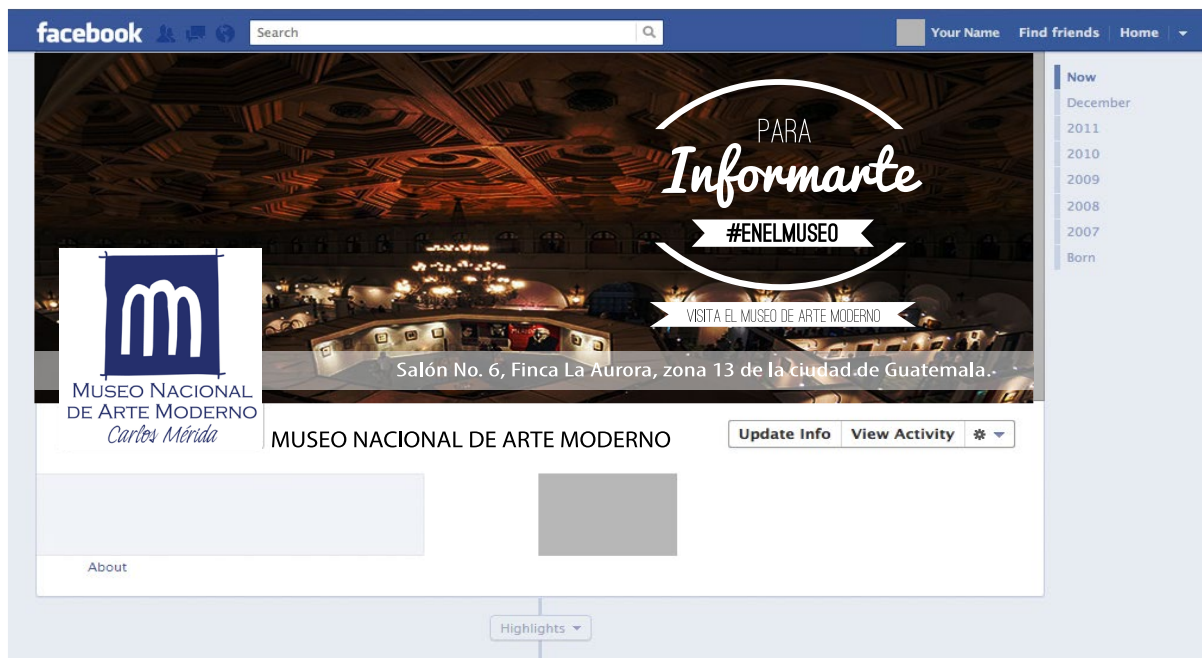 facebook
Search
Your Name Find friends Home
Now
December
2011
2010
2009
2008
2007
Born
PARA
Informarte
#ENELMUSEO
VISITA EL MUSEO DE ARTE MODERNO
Salón No. 6, Finca La Aurora, zona 13 de la ciudad.de Guatemala.
m
MUSEO NACIONAL
DE ARTE MODERNO
Carlos Mérida
MUSEO NACIONAL DE ARTE MODERNO
Update Info View Activity
About
Highlights